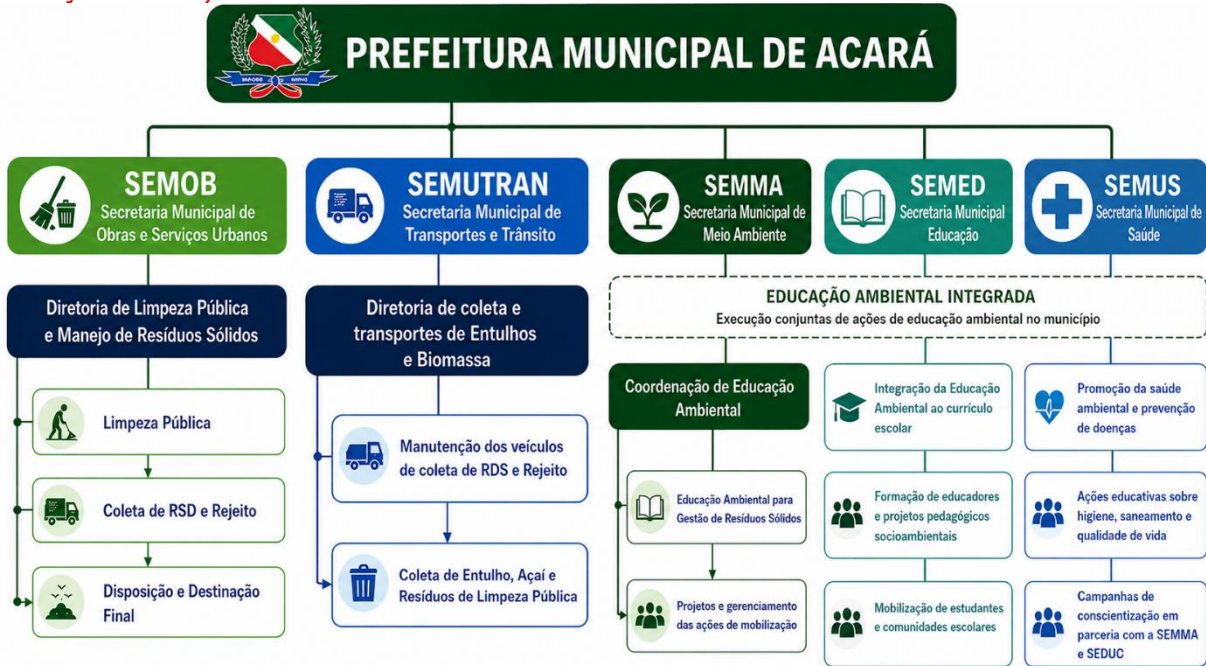 PREFEITURA MUNICIPAL DE ACARÁ
SEMOB
Secretaria Municipal de
Obras e Serviços Urbanos
Diretoria de Limpeza Pública
e Manejo de Resíduos Sólidos
Limpeza Pública
Coleta de RSD e Rejeito
Disposição e Destinação
Final
SEMUTRAN
Secretaria Municipal de
Transportes e Trânsito
Diretoria de coleta e
transportes de Entulhos
e Biomassa
Manutenção dos veículos
de coleta de RDS e Rejeito
Coleta de Entulho, Açaí e
Resíduos de Limpeza Pública
SEMMA
Secretaria Municipal de
Meio Ambiente
SEMED
Secretaria Municipal
Educação
SEMUS
Secretaria Municipal de
Saúde
EDUCAÇÃO AMBIENTAL INTEGRADA
Execução conjuntas de ações de educação ambiental no município
Coordenação de Educação
Ambiental
Educação Ambiental para
Gestão de Resíduos Sólidos
Projetos e gerenciamento
das ações de mobilização
Integração da Educação
Ambiental ao currículo
escolar
Formação de educadores
e projetos pedagógicos
socioambientais
Mobilização de estudantes
e comunidades escolares
Promoção da saúde
ambiental e prevenção
de doenças
Ações educativas sobre
higiene, saneamento e
qualidade de vida
Campanhas de
conscientização em
parceria com a SEMMA
e SEDUC